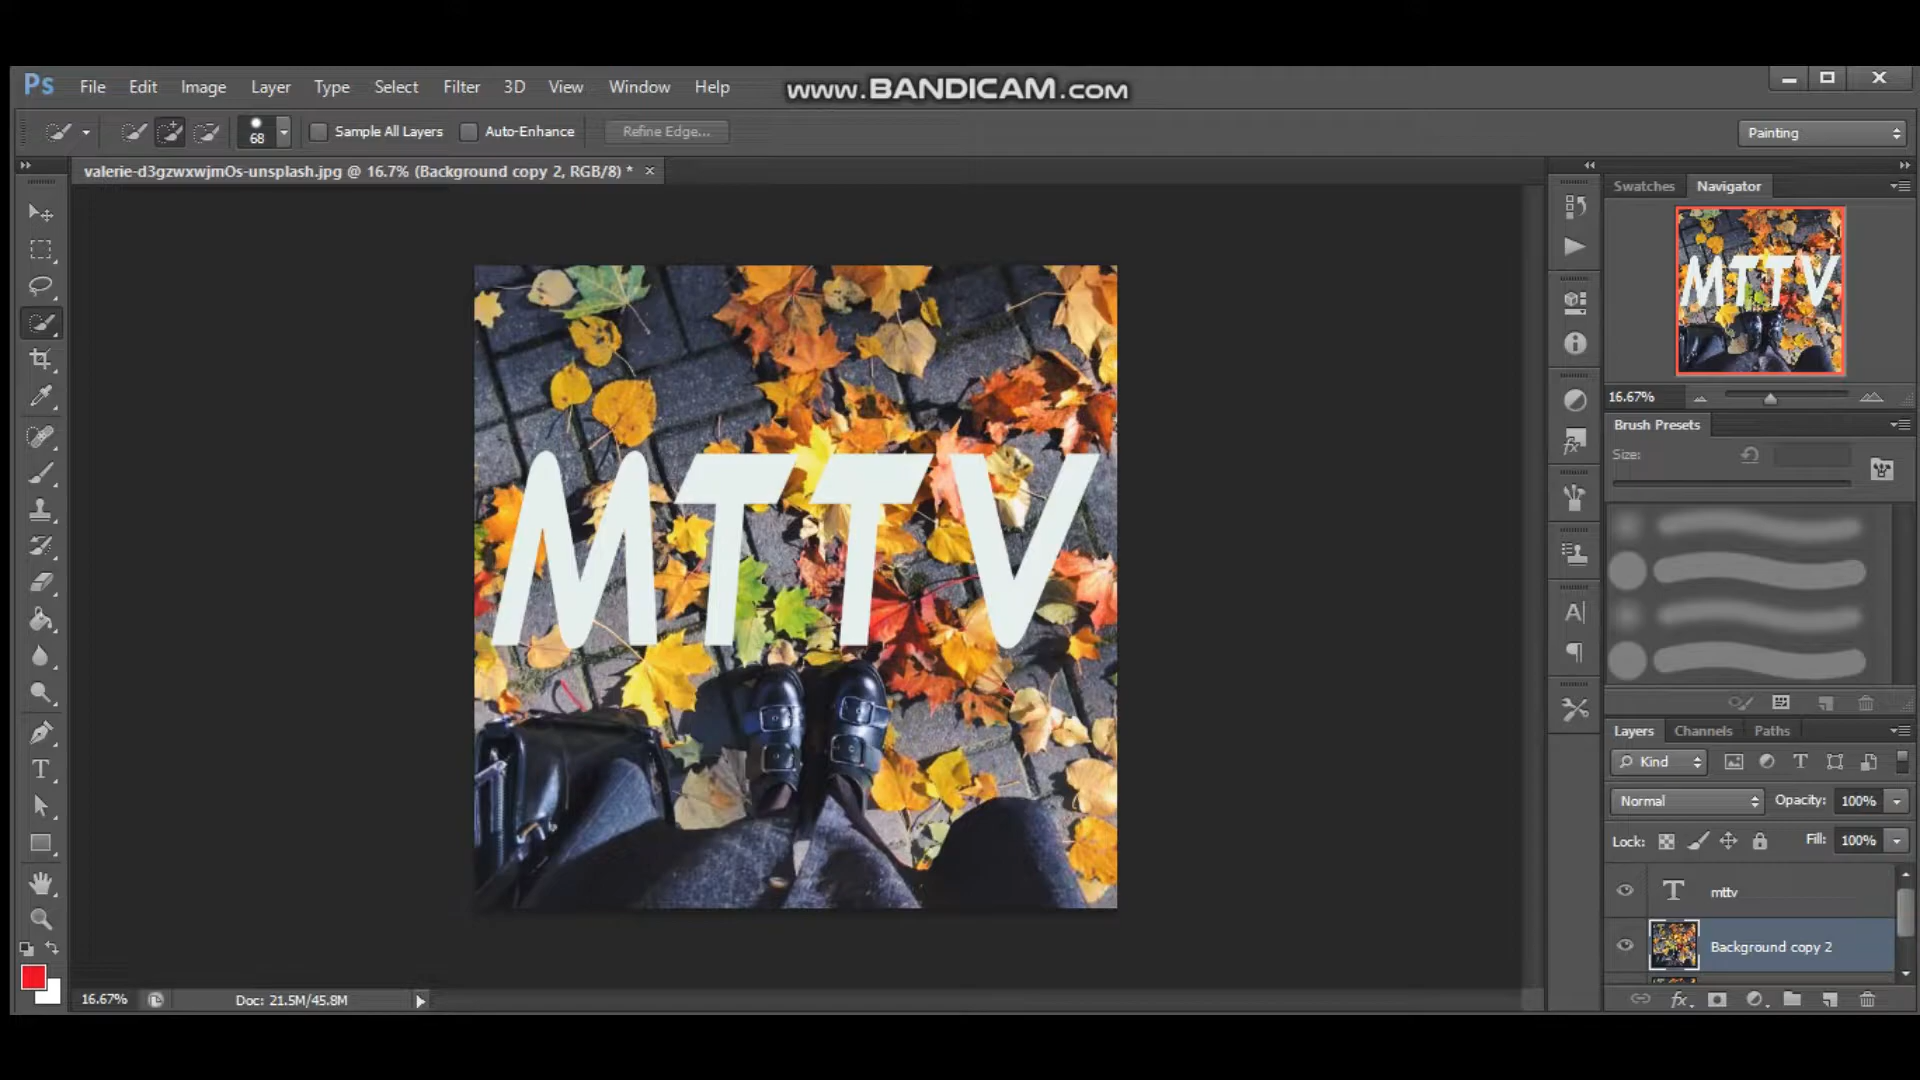 www.BANDICAM.com
Ps File Edit Image Layer Type Select Filter 3D View Window Help
68 Sample All Layers Auto-Enhance Refine Edge... Painting
valerie-d3gzwxwjmOs-unsplash.jpg @ 16.7% (Background copy 2, RGB/8) * ×
Swatches Navigator
16.67%
Brush Presets
Size:
MTTV
Layers Channels Paths
Kind
Normal Opacity: 100%
Lock: Fill: 100%
T mttv
Background copy 2
16.67% Doc: 21.5M/45.8M